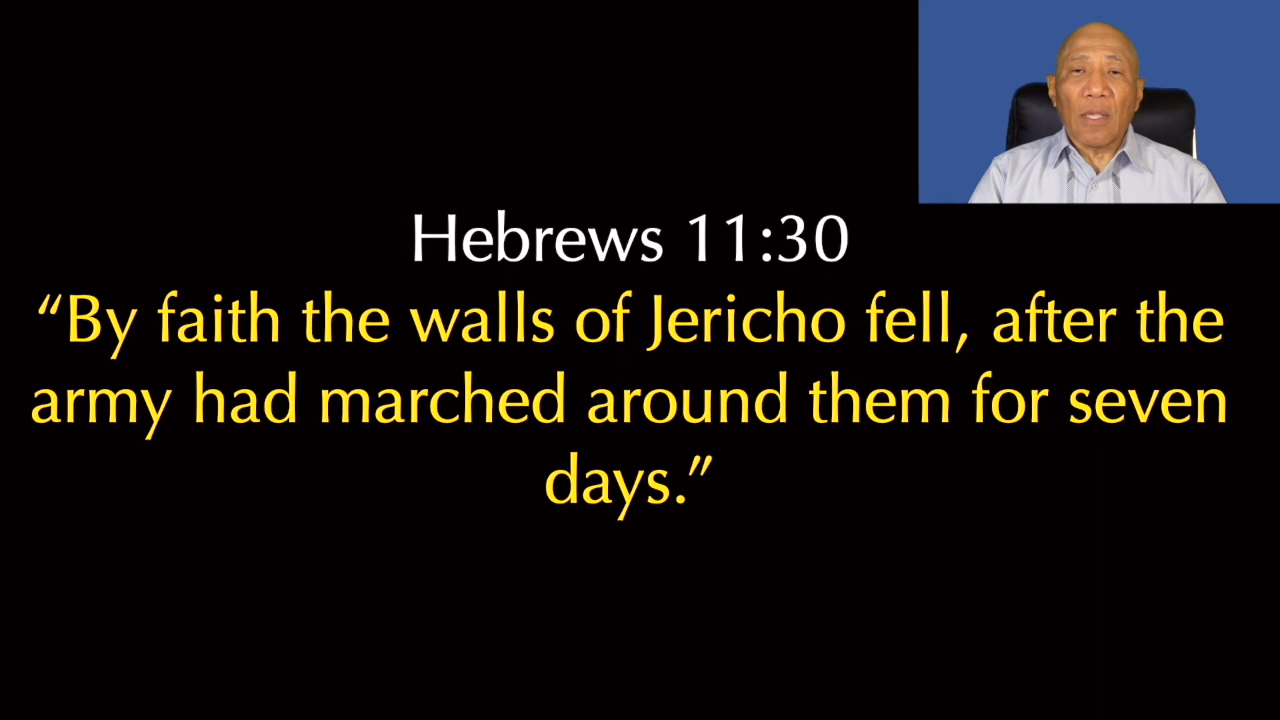 Hebrews 11:30
“By faith the walls of Jericho fell, after the
army had marched around them for seven
days.”